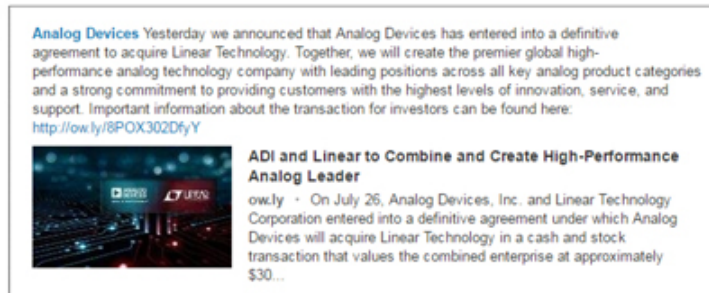 Analog Devices Yesterday we announced that Analog Devices has entered into a definitive
agreement to acquire Linear Technology. Together, we will create the premier global high-
performance analog technology company with leading positions across all key analog product categories
and a strong commitment to providing customers with the highest levels of innovation, service, and
support. Important information about the transaction for investors can be found here:
http://ow.ly/8POX302DfyY
ADI and Linear to Combine and Create High-Performance
Analog Leader
ow.ly · On July 26, Analog Devices, Inc. and Linear Technology
Corporation entered into a definitive agreement under which Analog
Devices will acquire Linear Technology in a cash and stock
transaction that values the combined enterprise at approximately
$30...
ANALOG
DEVICES
LINEAR